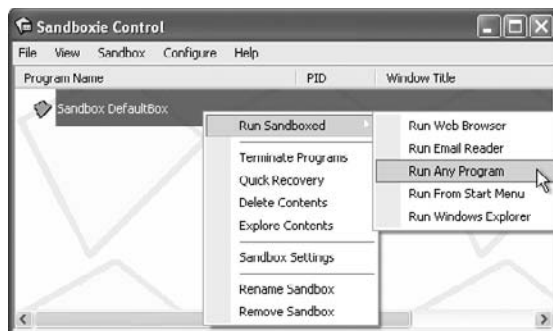 Sandboxie Control
File View Sandbox Configure Help
Program Name PID Window Title
Sandbox DefaultBox
Run Sandboxed
Terminate Programs
Quick Recovery
Delete Contents
Explore Contents
Sandbox Settings
Rename Sandbox
Remove Sandbox
Run Web Browser
Run Email Reader
Run Any Program
Run From Start Menu
Run Windows Explorer